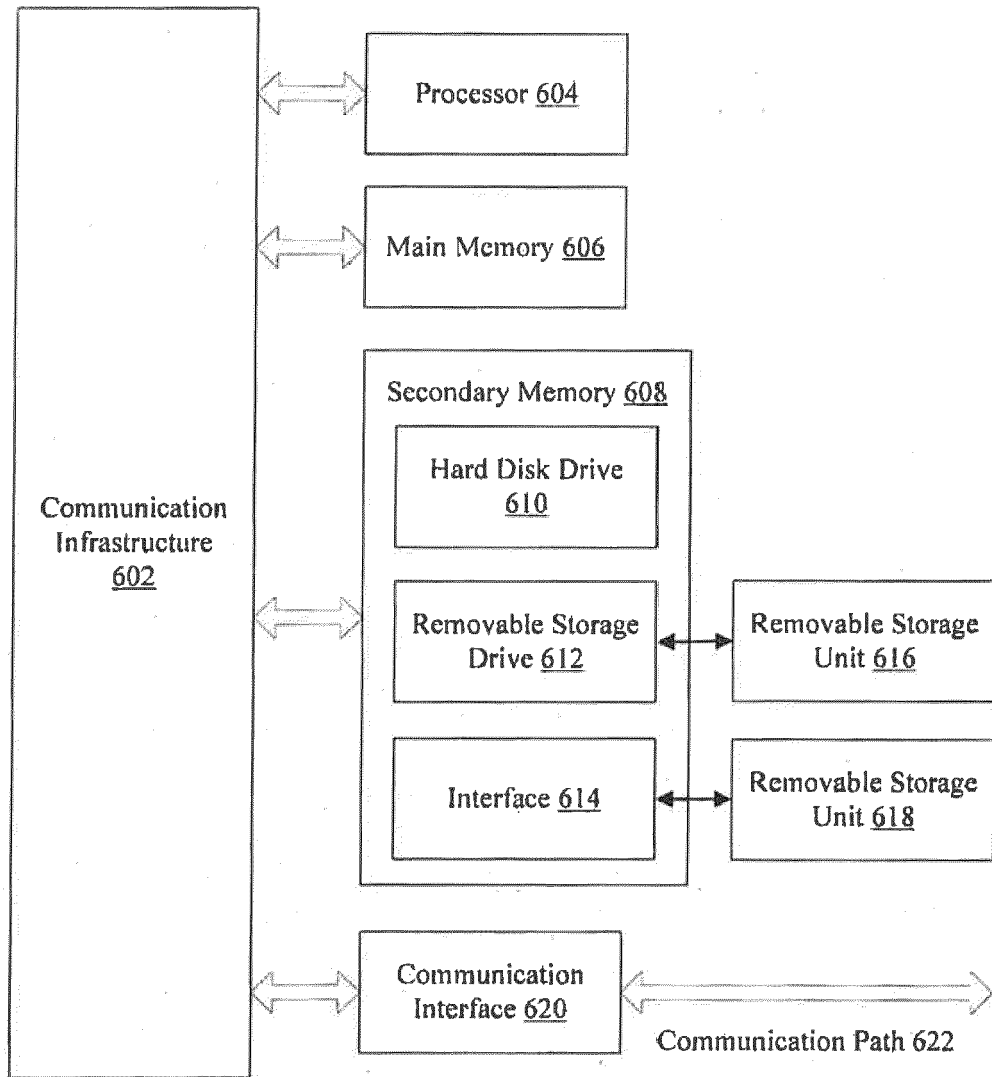 Processor 604
Main Memory 606
Secondary Memory 608
Hard Disk Drive
610
Communication
Infrastructure
602
Removable Storage
Drive 612
Removable Storage
Unit 616
Interface 614
Removable Storage
Unit 618
Communication
Interface 620
Communication Path 622